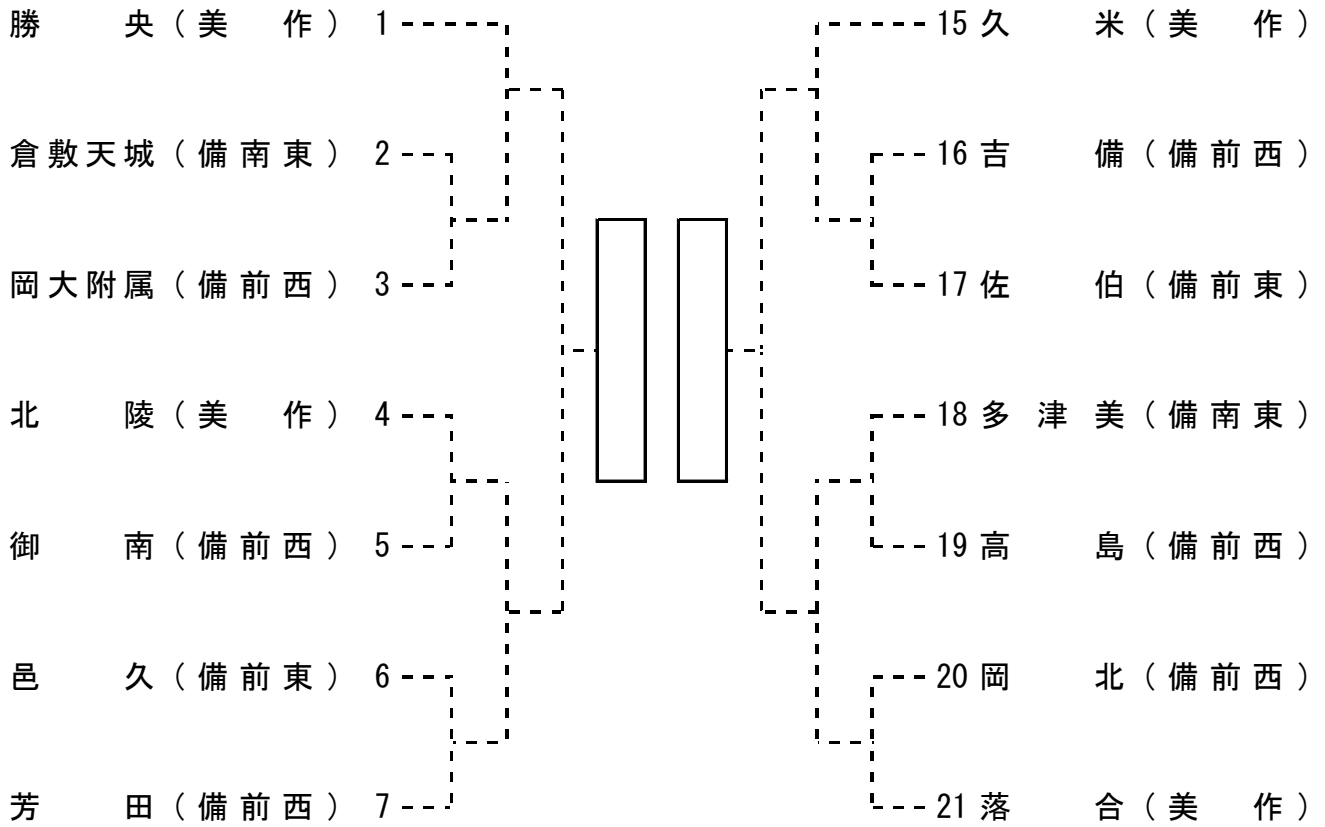 勝央（美作）1
倉敷天城（備南東）2
岡大附属（備前西）3
北陵（美作）4
御南（備前西）5
邑久（備前東）6
芳田（備前西）7
15 久米（美作）
16 吉備（備前西）
17 佐伯（備前東）
18 多津美（備南東）
19 高島（備前西）
20 岡北（備前西）
21 落合（美作）